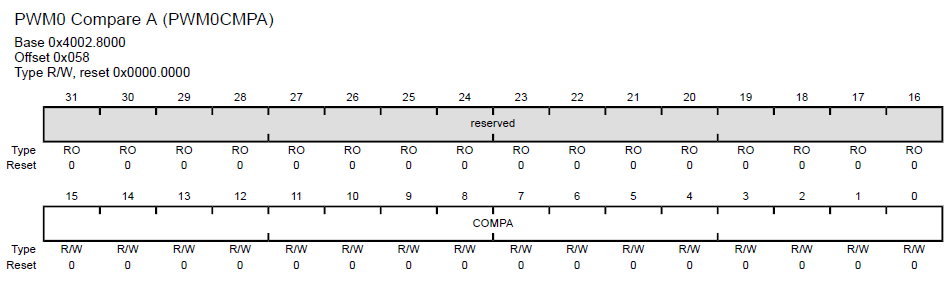 PWM0 Compare A (PWM0CMPA)
Base 0x4002.8000
Offset 0x058
Type R/W, reset 0x0000.0000
31 30 29 28 27 26 25 24 23 22 21 20 19 18 17 16
reserved
Type RO RO RO RO RO RO RO RO RO RO RO RO RO RO RO RO
Reset 0 0 0 0 0 0 0 0 0 0 0 0 0 0 0 0
15 14 13 12 11 10 9 8 7 6 5 4 3 2 1 0
COMPA
Type R/W R/W R/W R/W R/W R/W R/W R/W R/W R/W R/W R/W R/W R/W R/W R/W
Reset 0 0 0 0 0 0 0 0 0 0 0 0 0 0 0 0